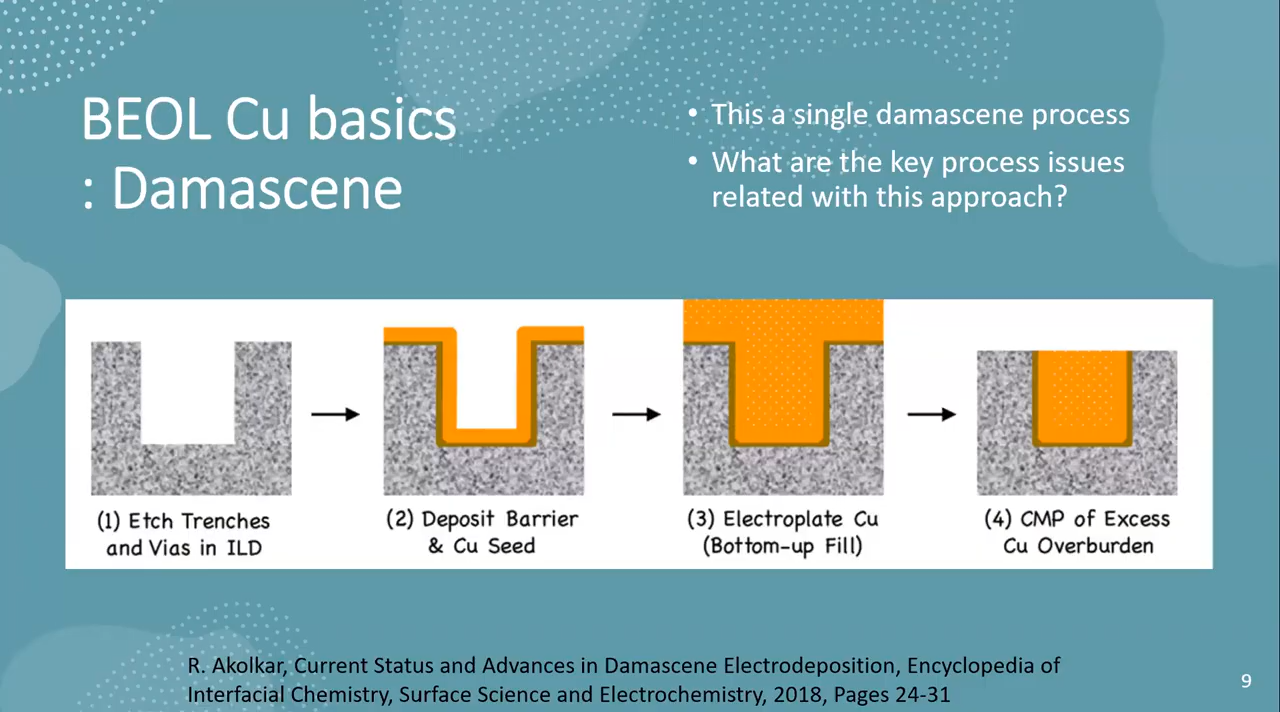 BEOL Cu basics
: Damascene
• This a single damascene process
• What are the key process issues
related with this approach?
(1) Etch Trenches
and Vias in ILD
(2) Deposit Barrier
& Cu Seed
(3) Electroplate Cu
(Bottom-up Fill)
(4) CMP of Excess
Cu Overburden
R. Akolkar, Current Status and Advances in Damascene Electrodeposition, Encyclopedia of
Interfacial Chemistry, Surface Science and Electrochemistry, 2018, Pages 24-31
9